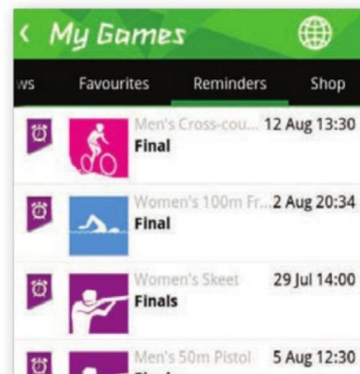 < My Games
ws Favourites Reminders Shop
Men's Cross-cou... 12 Aug 13:30
Final
Women's 100m Fr...2 Aug 20:34
Final
Women's Skeet 29 Jul 14:00
Finals
Men's 50m Pistol 5 Aug 12:30